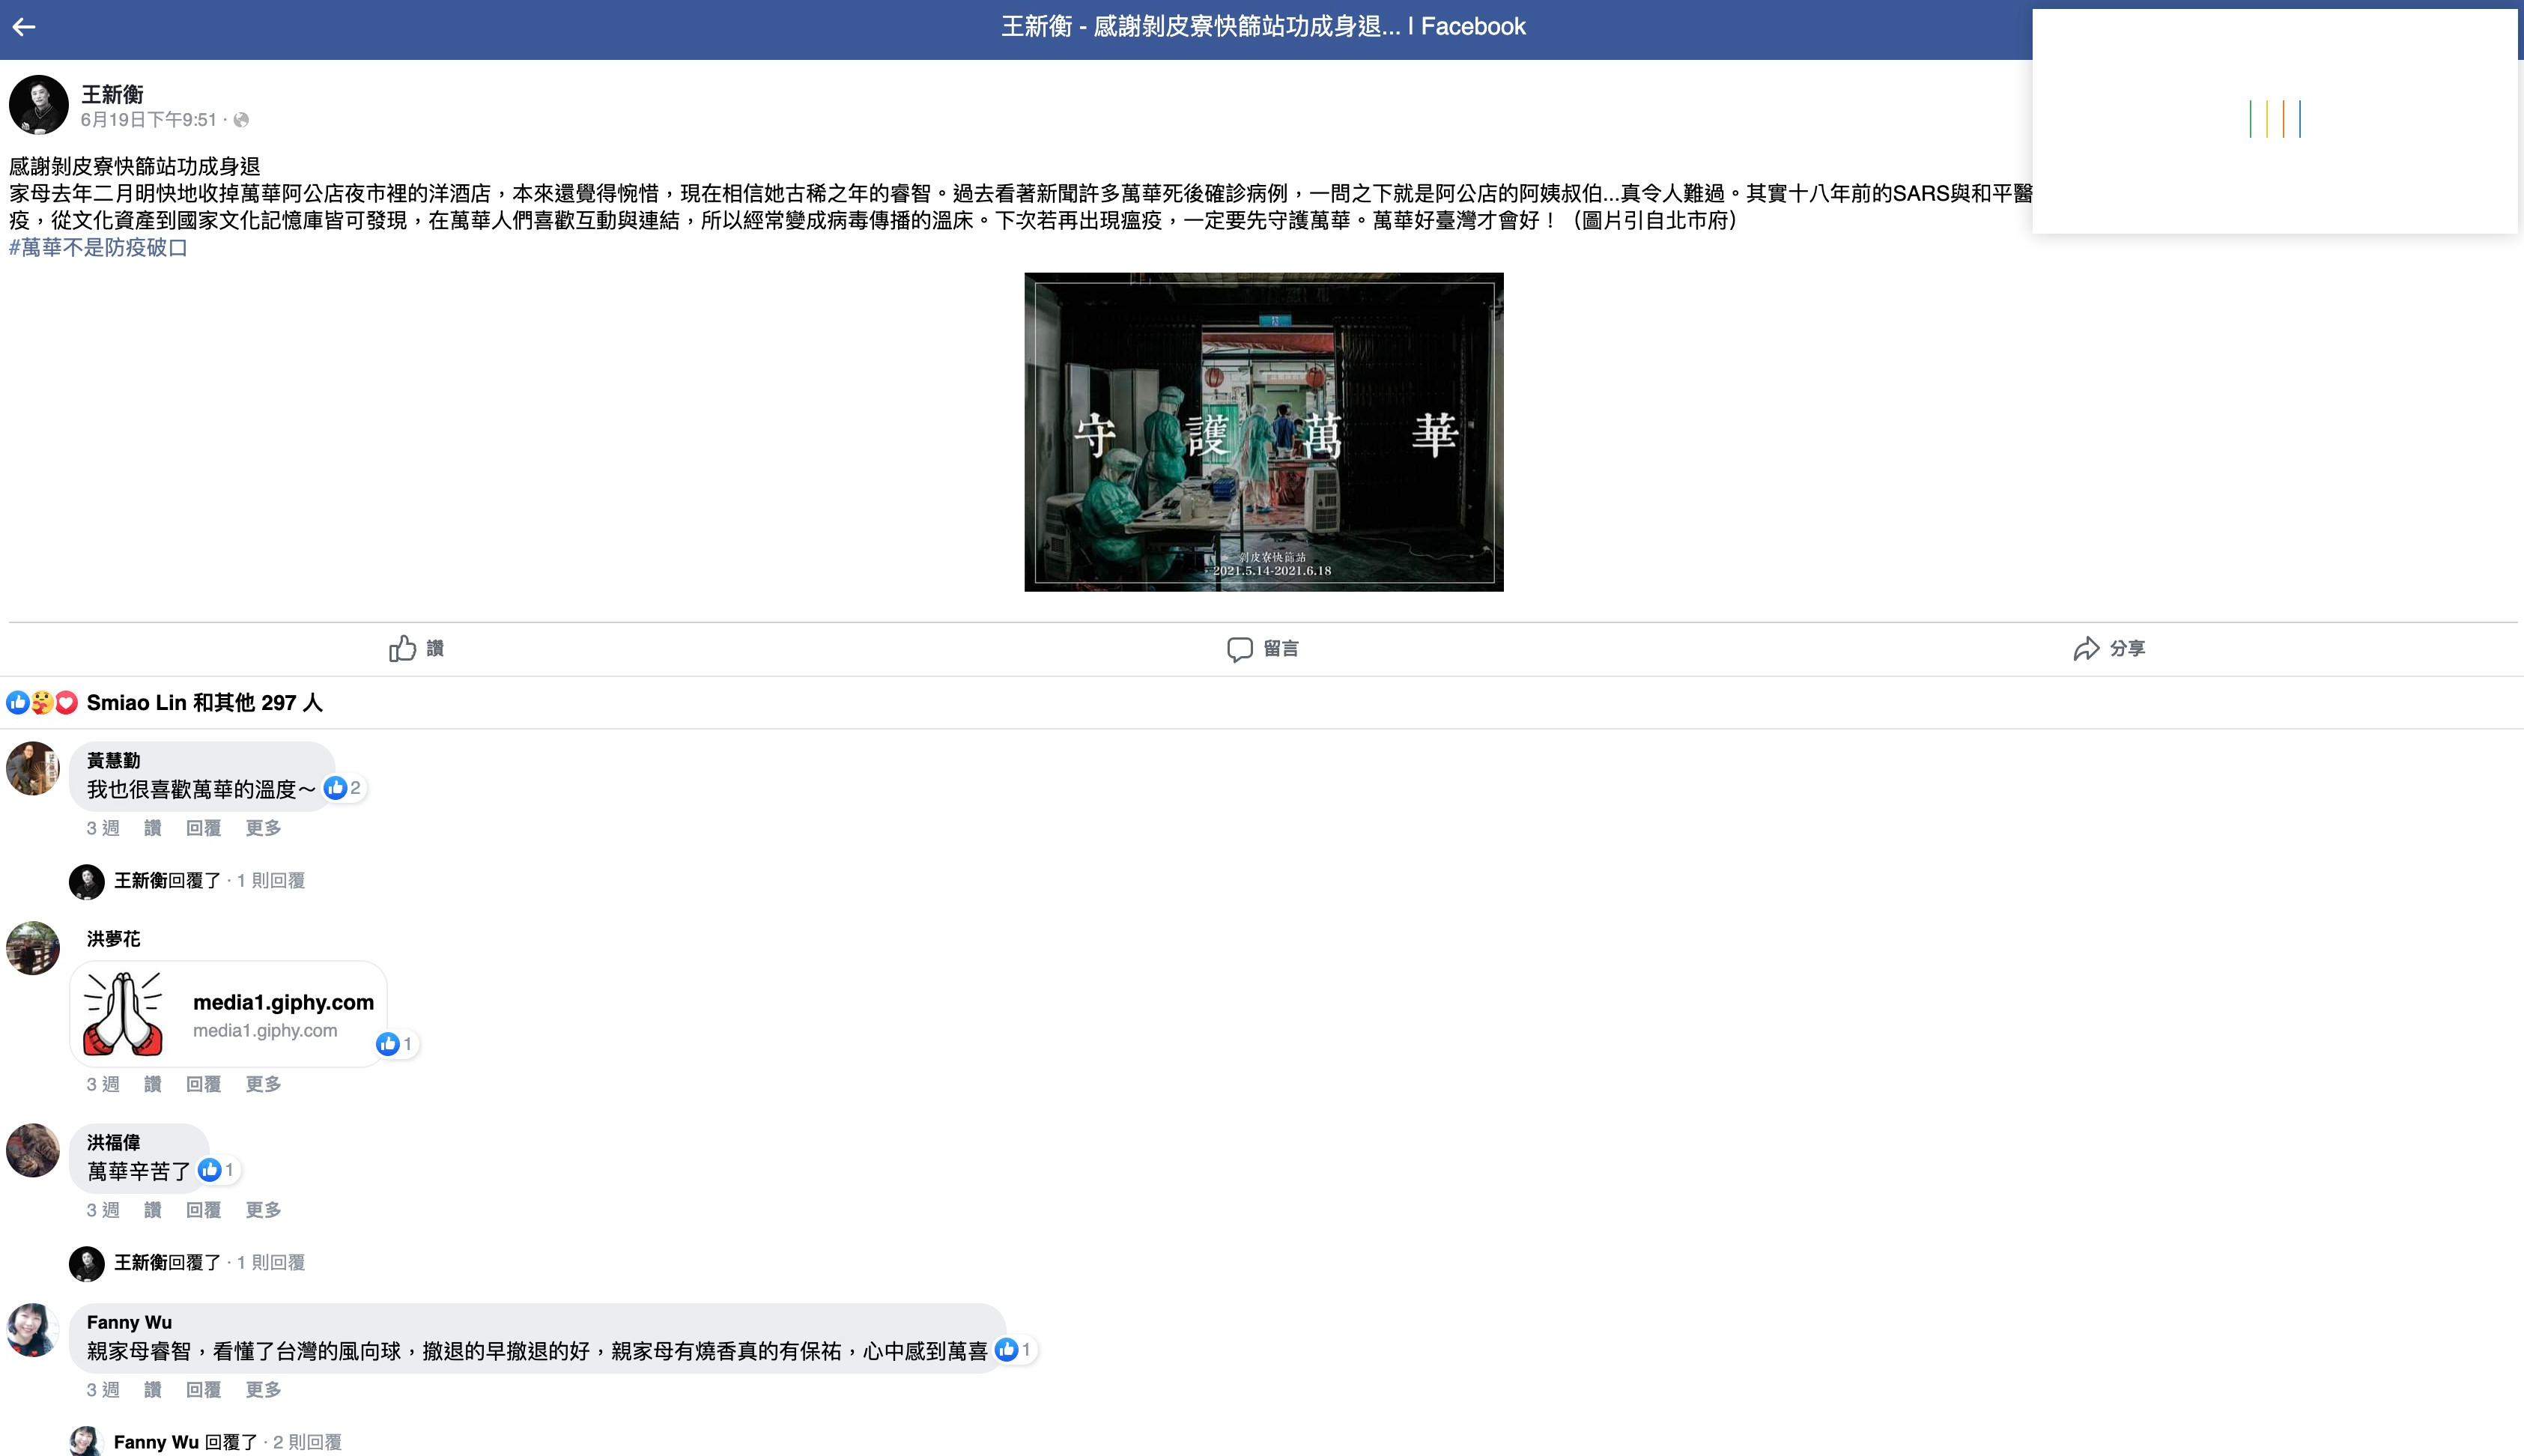 王新衡 - 感謝剝皮寮快篩站功成身退... | Facebook
王新衡
6月19日下午9:51 ·
感謝剝皮寮快篩站功成身退
家母去年二月明快地收掉萬華阿公店夜市裡的洋酒店，本來還覺得惋惜，現在相信她古稀之年的睿智。過去看著新聞許多萬華死後確診病例，一問之下就是阿公店的阿姨叔伯...真令人難過。其實十八年前的SARS與和平醫
疫，從文化資產到國家文化記憶庫皆可發現，在萬華人們喜歡互動與連結，所以經常變成病毒傳播的溫床。下次若再出現瘟疫，一定要先守護萬華。萬華好臺灣才會好！（圖片引自北市府）
#萬華不是防疫破口
守護萬華
剝皮寮快篩站
2021.5.14-2021.6.18
讚 留言 分享
Smiao Lin 和其他 297 人
黃慧勤
我也很喜歡萬華的溫度～ 2
3 週 讚 回覆 更多
王新衡回覆了 · 1 則回覆
洪夢花
media1.giphy.com
media1.giphy.com
1
3 週 讚 回覆 更多
洪福偉
萬華辛苦了 1
3 週 讚 回覆 更多
王新衡回覆了 · 1 則回覆
Fanny Wu
親家母睿智，看懂了台灣的風向球，撤退的早撤退的好，親家母有燒香真的有保祐，心中感到萬喜 1
3 週 讚 回覆 更多
Fanny Wu 回覆了 · 2 則回覆